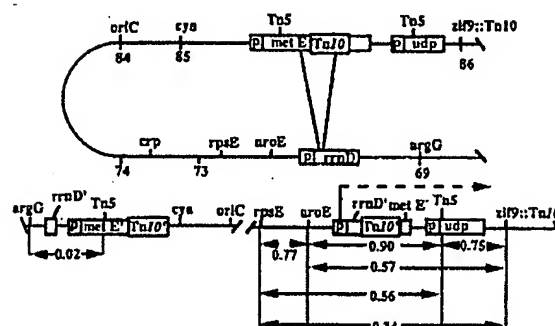 oriC cya Tn5 Tn5 zif9::Tn10
p met E Tn10 p udp
84 85 86
crp rpsE aroE p rrnD argG
74 73 69
rrnD' Tn5 rrnD' met E' Tn5
argG p met E' Tn10 cya oriC rpsE aroE p Tn10 p udp zif9::Tn10
0.02 0.77 0.90 0.75
0.57
0.56